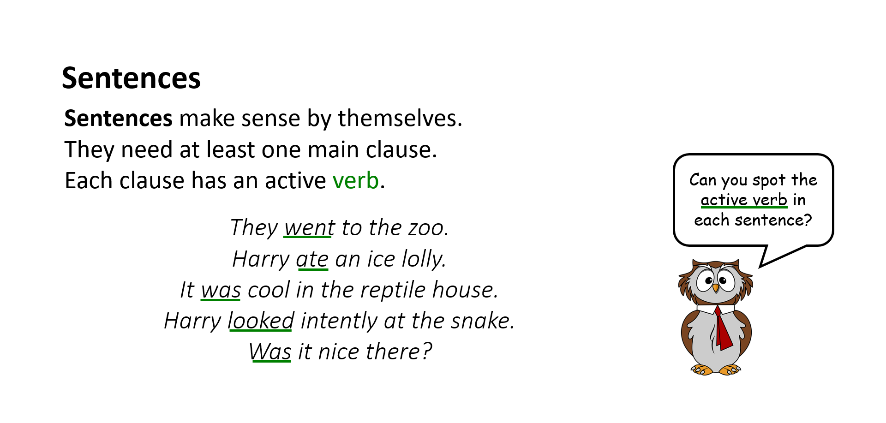 Sentences
Sentences make sense by themselves.
They need at least one main clause.
Each clause has an active verb.
They went to the zoo.
Harry ate an ice lolly.
It was cool in the reptile house.
Harry looked intently at the snake.
Was it nice there?
Can you spot the
active verb in
each sentence?